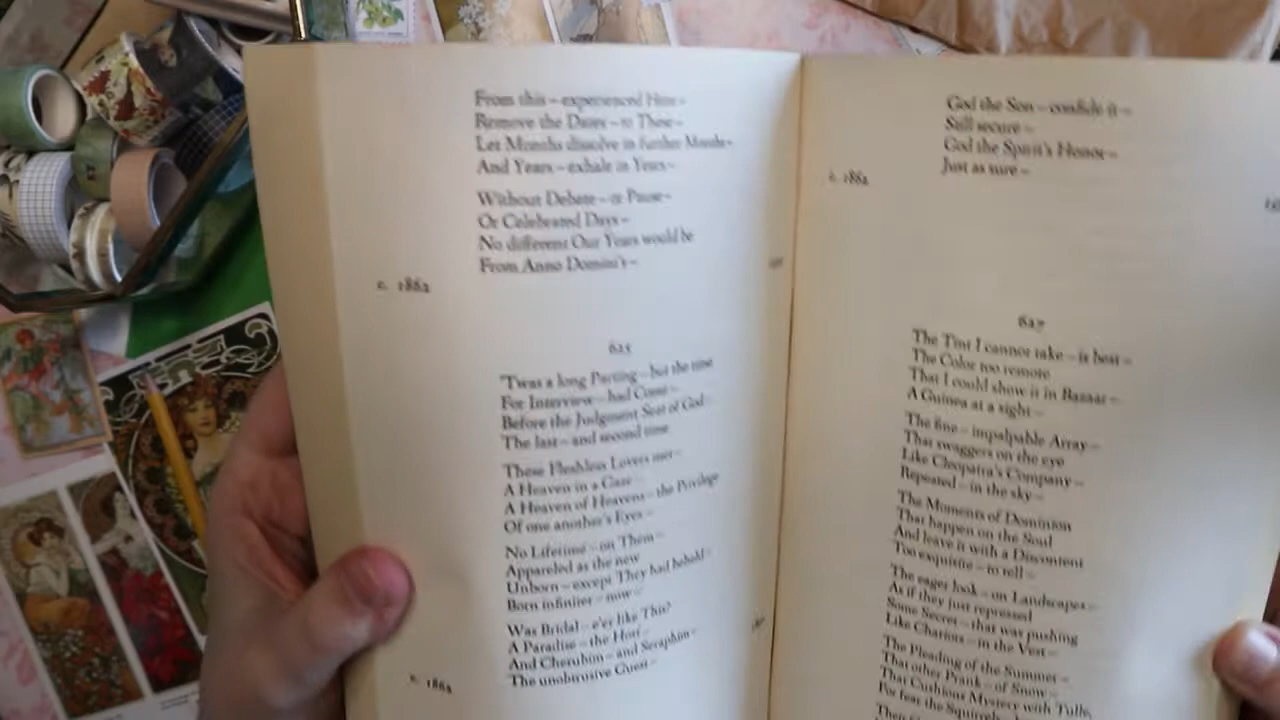 From this – experienced Here –
Remove the Dates – to These –
Let Months dissolve in further Months –
And Years – exhale in Years –
Without Debate – or Pause –
Or Celebrated Days –
No different Our Years would be
From Anno Domini's –
c. 1862
625
'Twas a long Parting – but the time
For Interview – had Come –
Before the Judgment Seat of God –
The last – and second time
These Fleshless Lovers met –
A Heaven in a Gaze –
A Heaven of Heavens – the Privilege
Of one another's Eyes –
No Lifetime – on Them –
Appareled as the new
Unborn – except They had beheld –
Born infiniter – now –
Was Bridal – e'er like This?
A Paradise – the Host –
And Cherubim – and Seraphim –
The unobtrusive Guest –
c. 1862
God the Son – confide it –
Still secure –
God the Spirit's Honor –
Just as sure –
c. 1862
627
The Tint I cannot take – is best –
The Color too remote
That I could show it in Bazaar –
A Guinea at a sight –
The fine – impalpable Array –
That swaggers on the eye
Like Cleopatra's Company –
Repeated – in the sky –
The Moments of Dominion
That happen on the Soul
And leave it with a Discontent
Too exquisite – to tell –
The eager look – on Landscapes –
As if they just repressed
Some Secret – that was pushing
Like Chariots – in the Vest –
The Pleading of the Summer –
That other Prank – of Snow –
That Cushions Mystery with Tulle,
For fear the Squirrels